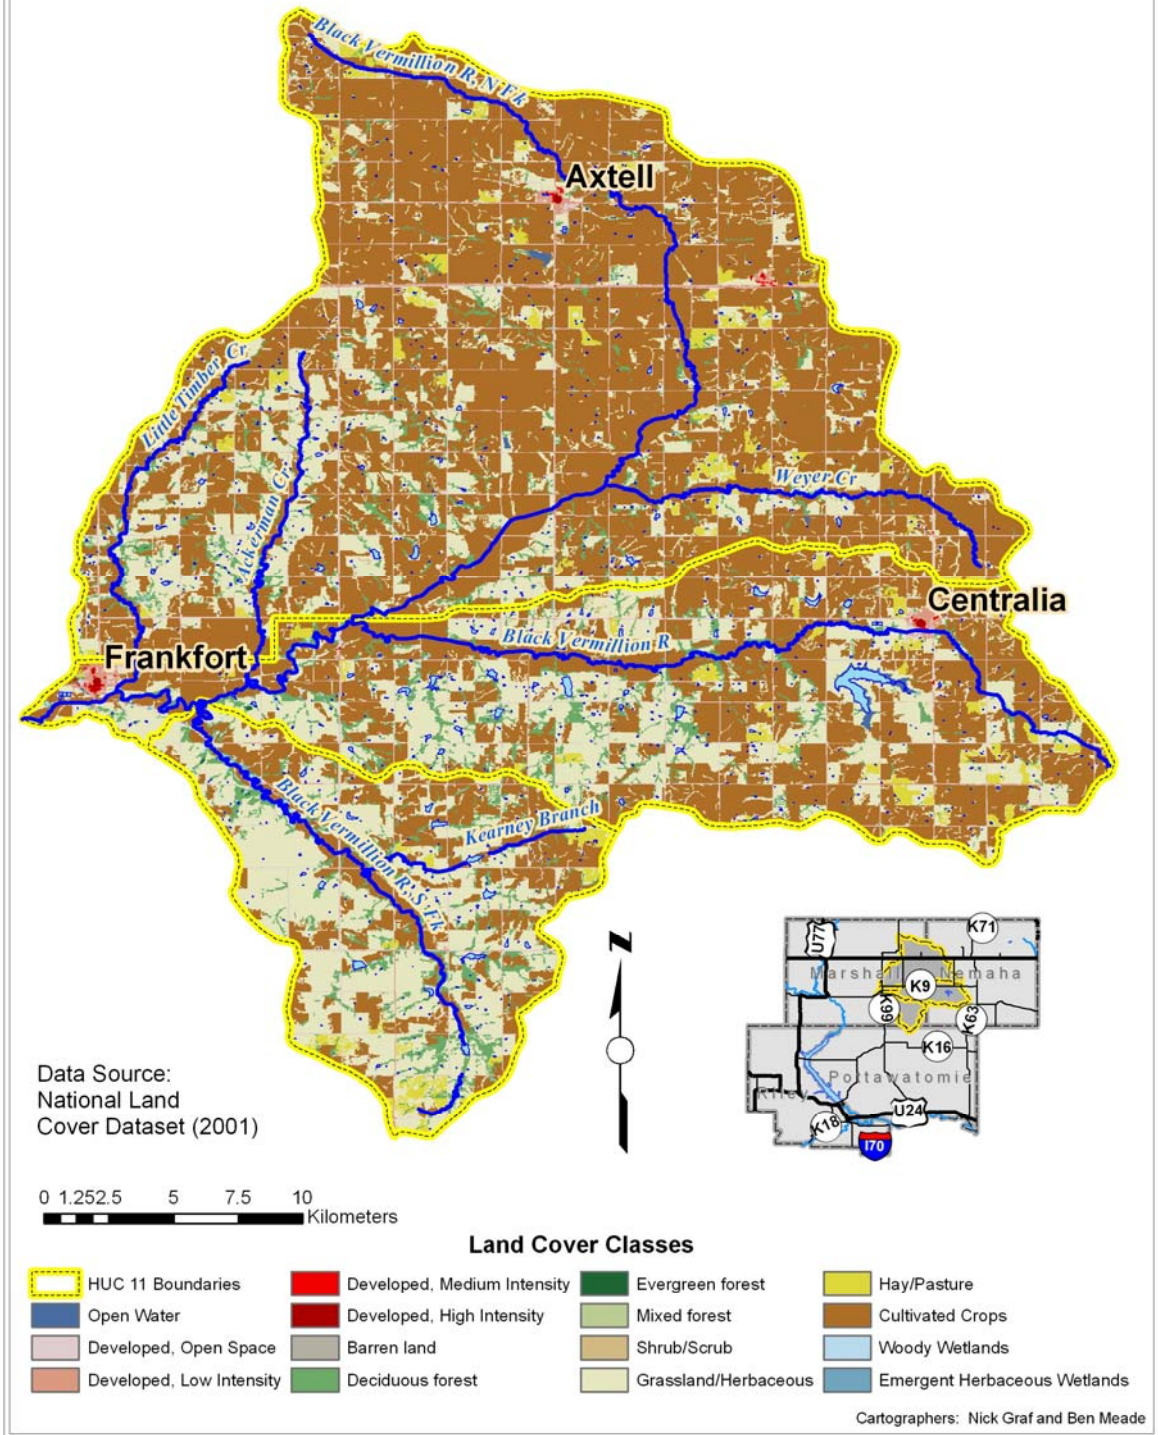 Black Vermillion R, N Fk
Axtell
Little Timber Cr
Ackerman Cr
Weyer Cr
Centralia
Black Vermillion R
Frankfort
Black Vermillion R, S Fk
Kearney Branch
N
U77
K71
Marshall
Nemaha
K9
K99
K63
K16
Pottawatomie
Riley
U24
K18
I70
Data Source:
National Land
Cover Dataset (2001)
0 1.252.5 5 7.5 10
Kilometers
Land Cover Classes
HUC 11 Boundaries
Open Water
Developed, Open Space
Developed, Low Intensity
Developed, Medium Intensity
Developed, High Intensity
Barren land
Deciduous forest
Evergreen forest
Mixed forest
Shrub/Scrub
Grassland/Herbaceous
Hay/Pasture
Cultivated Crops
Woody Wetlands
Emergent Herbaceous Wetlands
Cartographers: Nick Graf and Ben Meade